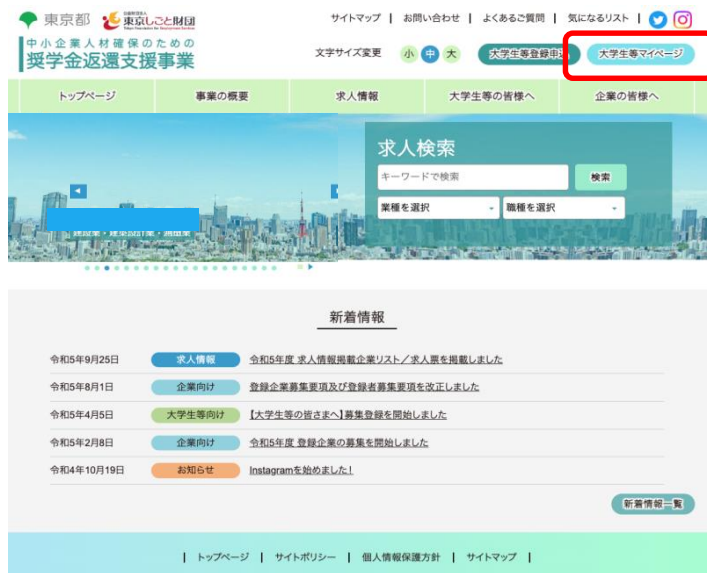 東京都
東京しごと財団
サイトマップ | お問い合わせ | よくあるご質問 | 気になるリスト |
中小企業人材確保のための
奨学金返還支援事業
文字サイズ変更 小 中 大
大学生等登録申込
大学生等マイページ
トップページ 事業の概要 求人情報 大学生等の皆様へ 企業の皆様へ
求人検索
キーワードで検索 検索
業種を選択 職種を選択
新着情報
令和5年9月25日 求人情報 令和5年度 求人情報掲載企業リスト／求人票を掲載しました
令和5年8月1日 企業向け 登録企業募集要項及び登録者募集要項を改正しました
令和5年4月5日 大学生等向け 【大学生等の皆さまへ】募集登録を開始しました
令和5年2月8日 企業向け 令和5年度 登録企業の募集を開始しました
令和4年10月19日 お知らせ Instagramを始めました！
新着情報一覧
| トップページ | サイトポリシー | 個人情報保護方針 | サイトマップ |